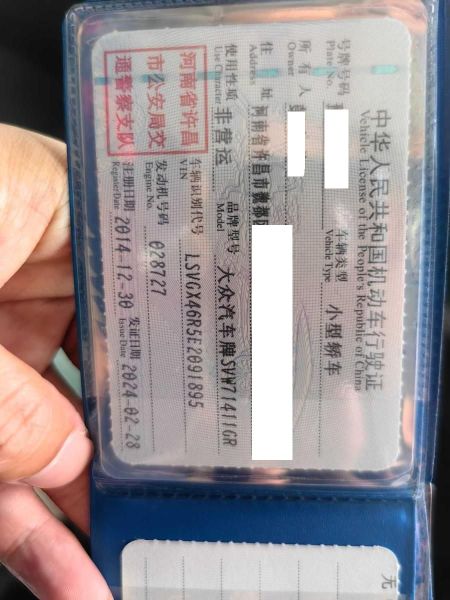 中华人民共和国机动车行驶证
Vehicle License of the People's Republic of China
号牌号码
Plate No.
车辆类型 小型轿车
Vehicle Type
所有人
Owner
住址 河南省许昌市魏都区
Address
使用性质 非营运
Use Character
品牌型号 大众汽车牌SVW71411GR
Model
河南省许昌
市公安局交
通警察支队
车辆识别代号 LSVGX46R5E2091895
VIN
发动机号码 028727
Engine No.
注册日期 2014-12-30
Register Date
发证日期 2024-02-28
Issue Date
无